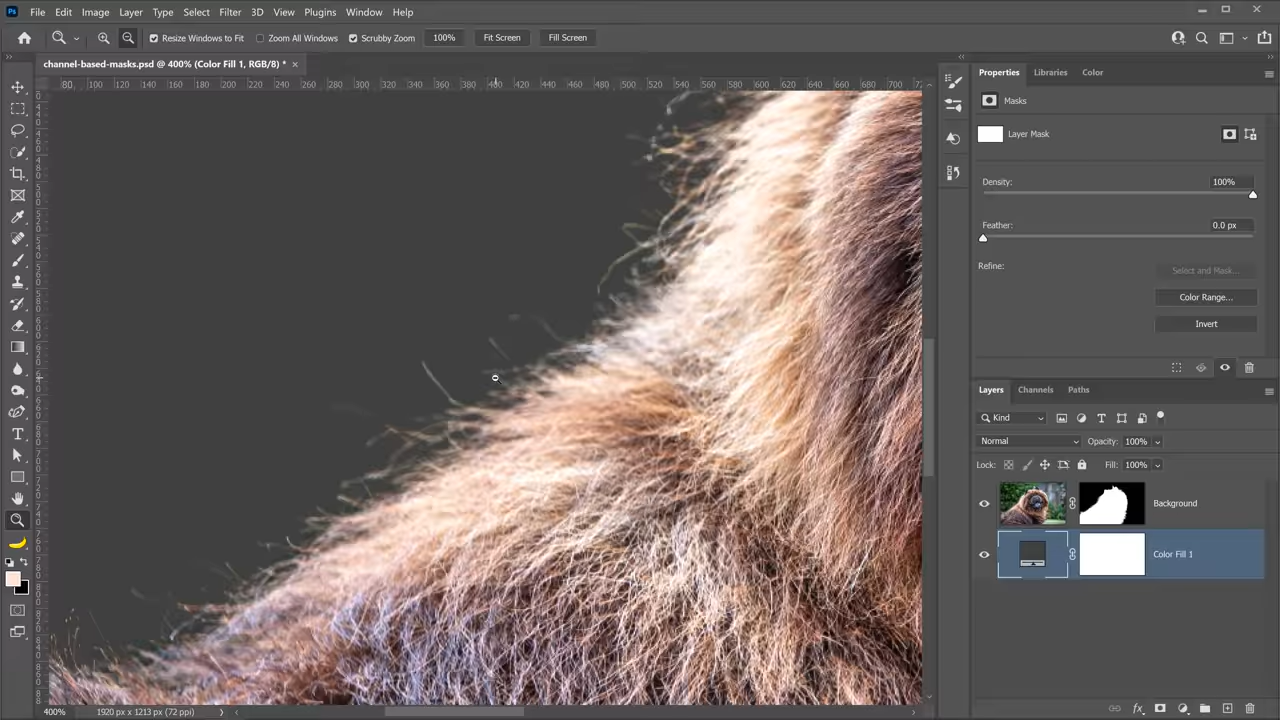 Ps File Edit Image Layer Type Select Filter 3D View Plugins Window Help
Resize Windows to Fit Zoom All Windows Scrubby Zoom 100% Fit Screen Fill Screen
channel-based-masks.psd @ 400% (Color Fill 1, RGB/8) * ×
80 100 120 140 160 180 200 220 240 260 280 300 320 340 360 380 400 420 440 460 480 500 520 540 560 580 600 620 640 660 680 700
Properties Libraries Color
Masks
Layer Mask
Density: 100%
Feather: 0.0 px
Refine:
Select and Mask...
Color Range...
Invert
Layers Channels Paths
Kind
Normal Opacity: 100%
Lock: Fill: 100%
Background
Color Fill 1
400% 1920 px x 1213 px (72 ppi)